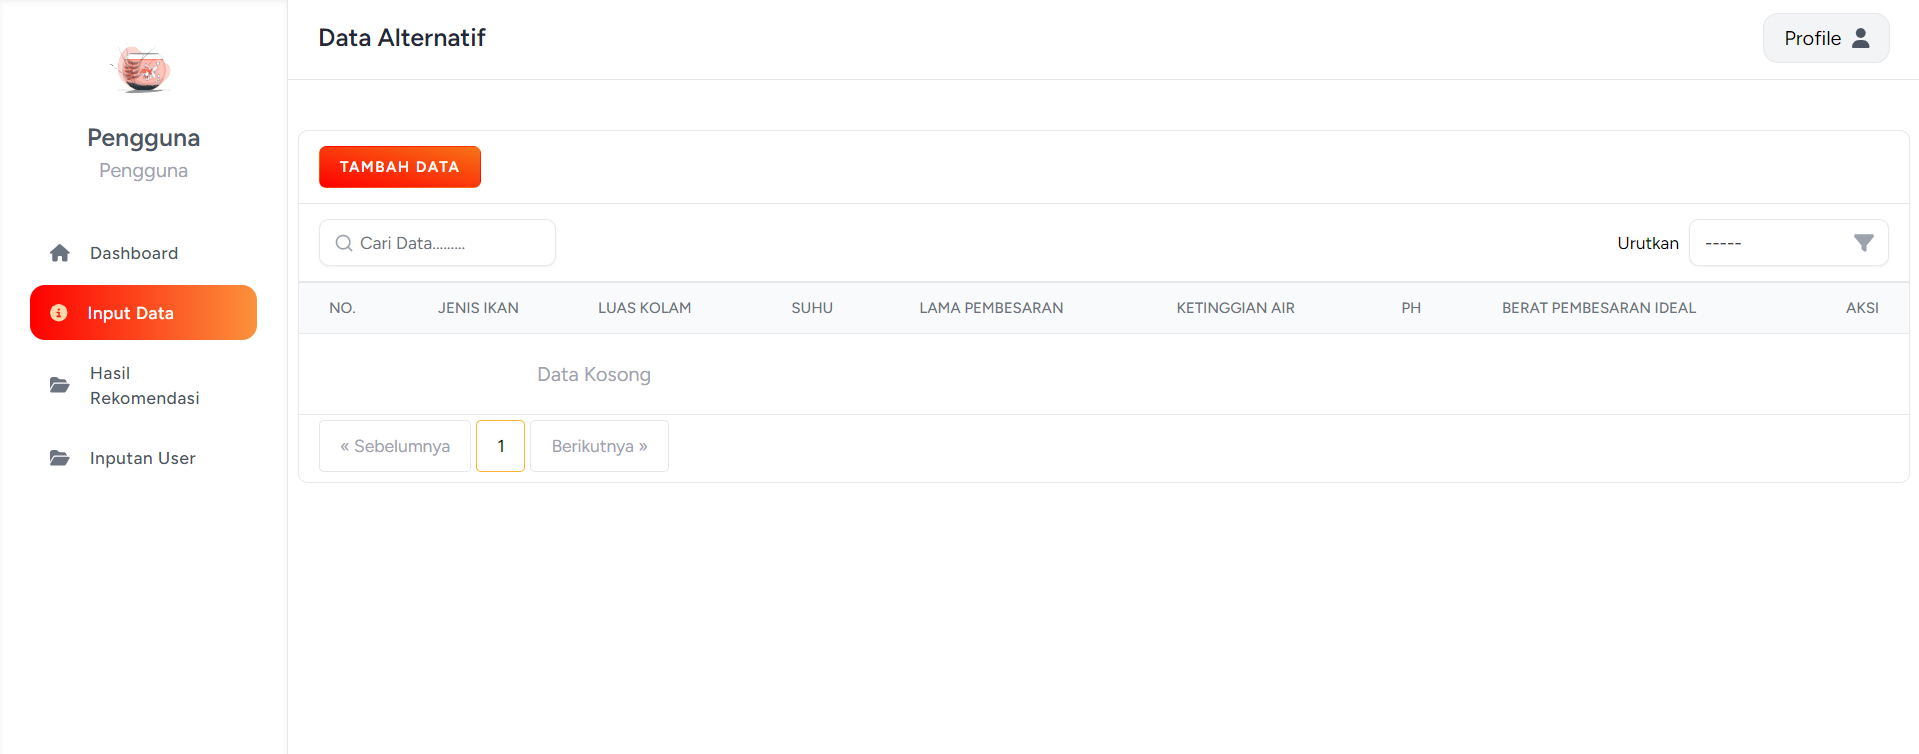 Pengguna
Pengguna
Dashboard
Input Data
Hasil
Rekomendasi
Inputan User
Data Alternatif
Profile
TAMBAH DATA
Cari Data.........
Urutkan -----
NO. JENIS IKAN LUAS KOLAM SUHU LAMA PEMBESARAN KETINGGIAN AIR PH BERAT PEMBESARAN IDEAL AKSI
Data Kosong
« Sebelumnya 1 Berikutnya »